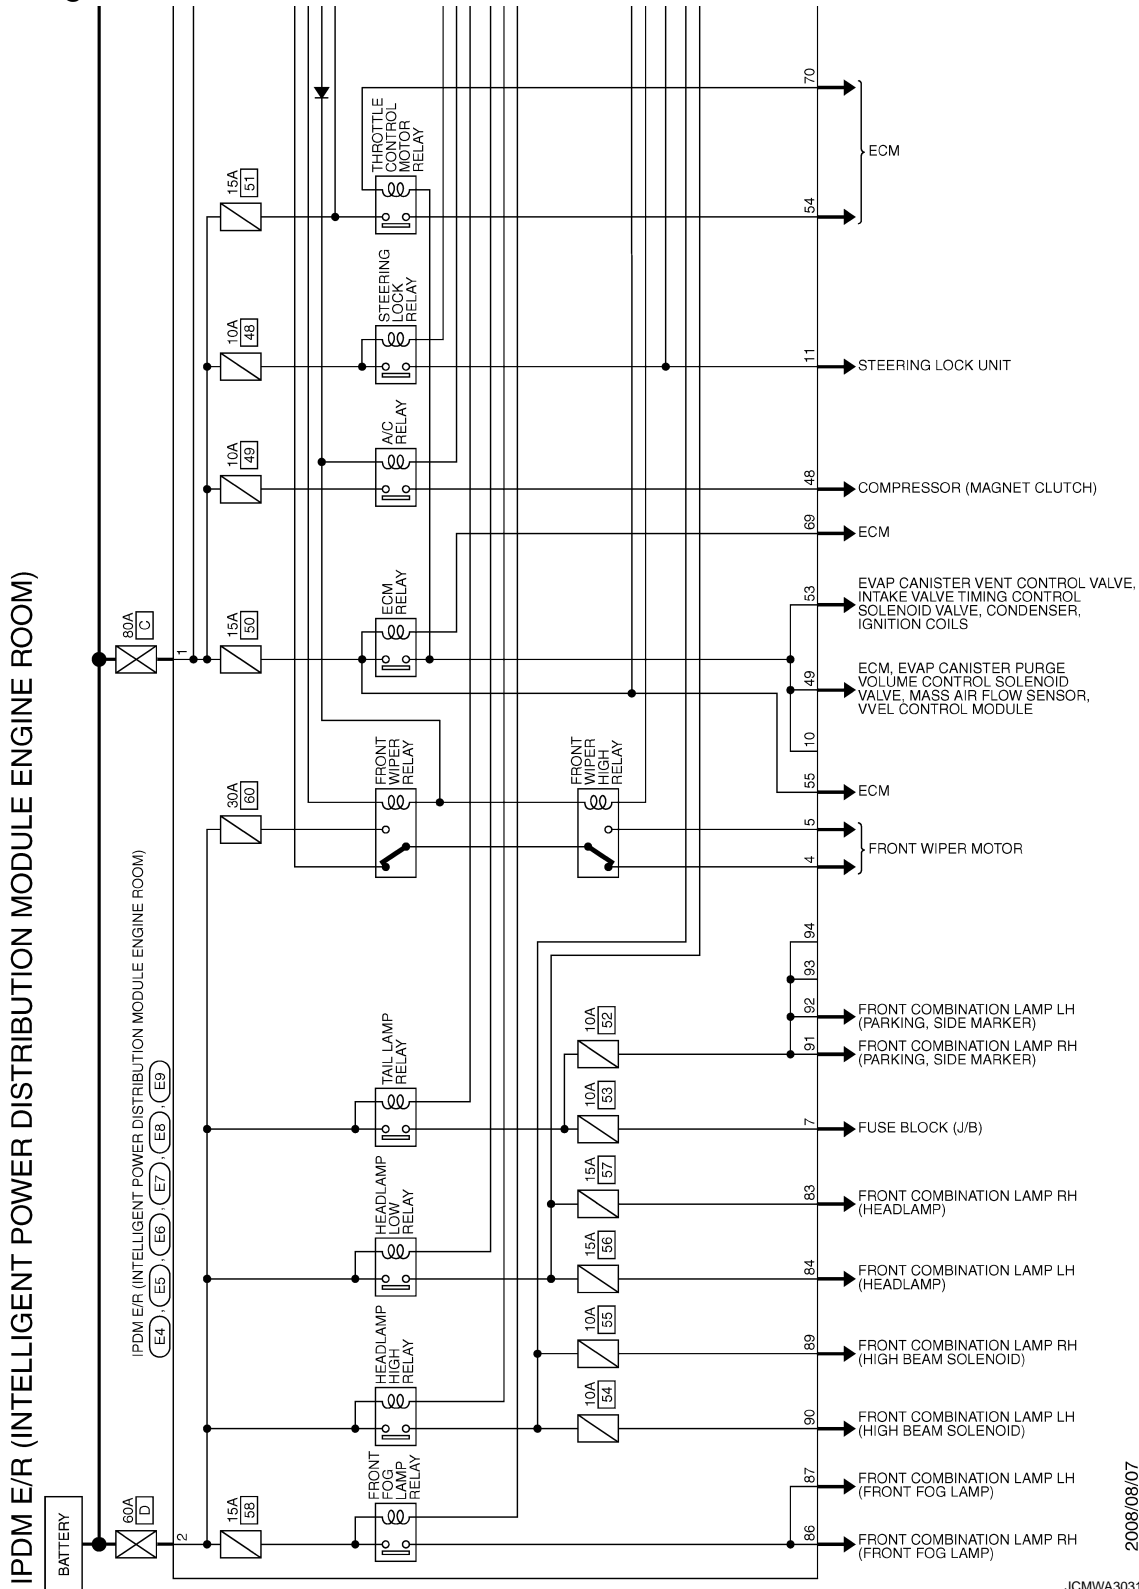 IPDM E/R (INTELLIGENT POWER DISTRIBUTION MODULE ENGINE ROOM)
BATTERY
60A
D
80A
C
IPDM E/R (INTELLIGENT POWER DISTRIBUTION MODULE ENGINE ROOM)
E4 , E5 , E6 , E7 , E8 , E9
2
1
15A
51
THROTTLE
CONTROL
MOTOR
RELAY
70
54
ECM
10A
48
STEERING
LOCK
RELAY
11
STEERING LOCK UNIT
10A
49
A/C
RELAY
48
COMPRESSOR (MAGNET CLUTCH)
69
ECM
15A
50
ECM
RELAY
53
EVAP CANISTER VENT CONTROL VALVE,
INTAKE VALVE TIMING CONTROL
SOLENOID VALVE, CONDENSER,
IGNITION COILS
49
ECM, EVAP CANISTER PURGE
VOLUME CONTROL SOLENOID
VALVE, MASS AIR FLOW SENSOR,
VVEL CONTROL MODULE
10
55
ECM
30A
60
FRONT
WIPER
RELAY
FRONT
WIPER
HIGH
RELAY
5
4
FRONT WIPER MOTOR
94
93
92
FRONT COMBINATION LAMP LH
(PARKING, SIDE MARKER)
10A
52
91
FRONT COMBINATION LAMP RH
(PARKING, SIDE MARKER)
TAIL LAMP
RELAY
10A
53
7
FUSE BLOCK (J/B)
15A
57
83
FRONT COMBINATION LAMP RH
(HEADLAMP)
HEADLAMP
LOW
RELAY
15A
56
84
FRONT COMBINATION LAMP LH
(HEADLAMP)
10A
55
89
FRONT COMBINATION LAMP RH
(HIGH BEAM SOLENOID)
HEADLAMP
HIGH
RELAY
10A
54
90
FRONT COMBINATION LAMP LH
(HIGH BEAM SOLENOID)
87
FRONT COMBINATION LAMP LH
(FRONT FOG LAMP)
15A
58
FRONT
FOG
LAMP
RELAY
86
FRONT COMBINATION LAMP RH
(FRONT FOG LAMP)
2008/08/07
JCMWA3031